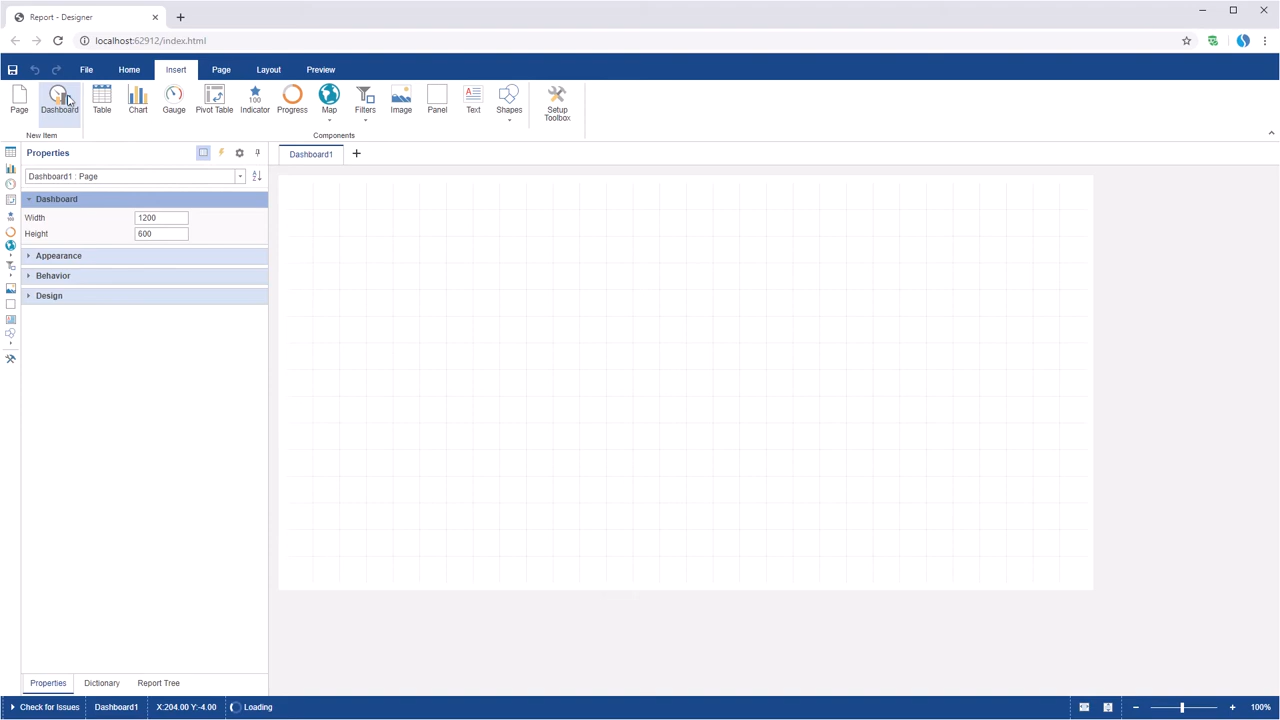 Report - Designer
localhost:62912/index.html
File Home Insert Page Layout Preview
Page Dashboard Table Chart Gauge Pivot Table 100 Indicator Progress Map Filters Image Panel Text Shapes Setup Toolbox
New Item Components
Properties
Dashboard1
Dashboard1 : Page
Dashboard
Width 1200
Height 600
Appearance
Behavior
Design
Properties Dictionary Report Tree
Check for Issues Dashboard1 X:204.00 Y:-4.00 Loading 100%